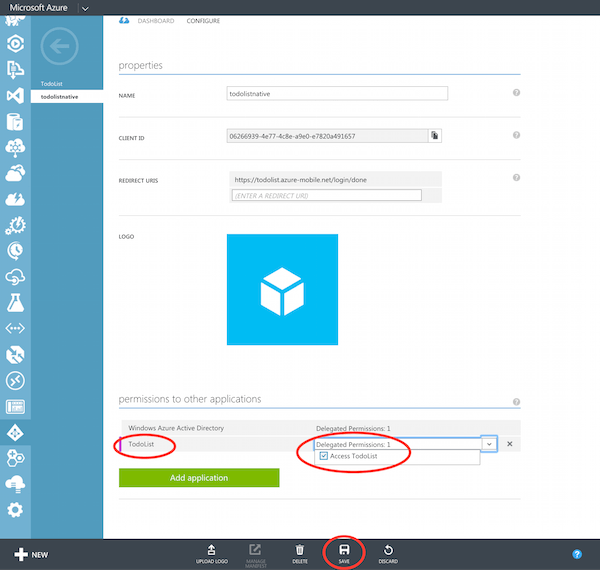 Microsoft Azure
DASHBOARD CONFIGURE
TodoList
todolistnative
properties
NAME todolistnative
CLIENT ID 06266939-4e77-4c8e-a9e0-e7820a491657
REDIRECT URIS https://todolist.azure-mobile.net/login/done
(ENTER A REDIRECT URI)
LOGO
permissions to other applications
Windows Azure Active Directory Delegated Permissions: 1
TodoList Delegated Permissions: 1
Access TodoList
Add application
NEW
UPLOAD LOGO
MANAGE
MANIFEST
DELETE
SAVE
DISCARD